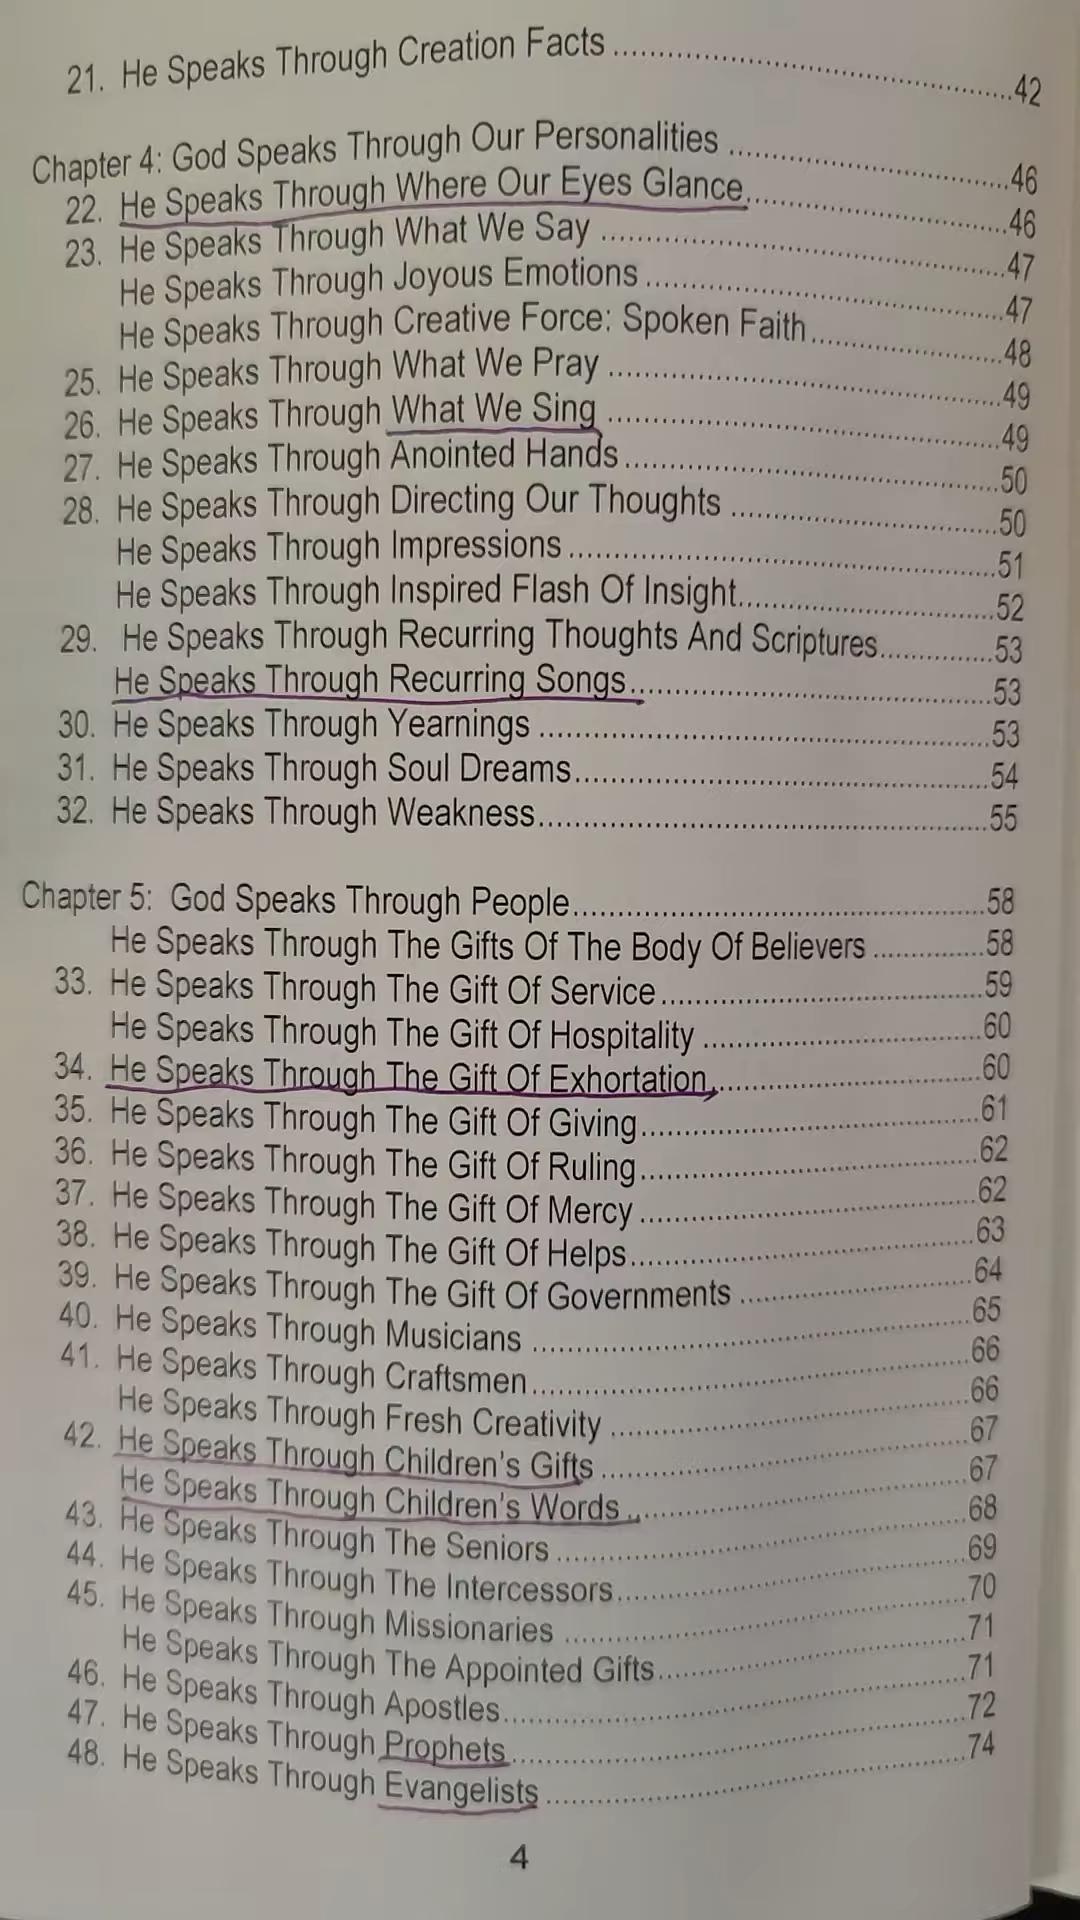 21. He Speaks Through Creation Facts ........................................42
Chapter 4: God Speaks Through Our Personalities ........................................46
22. He Speaks Through Where Our Eyes Glance........................................46
23. He Speaks Through What We Say ........................................47
He Speaks Through Joyous Emotions ........................................47
He Speaks Through Creative Force: Spoken Faith........................................48
25. He Speaks Through What We Pray ........................................49
26. He Speaks Through What We Sing ........................................49
27. He Speaks Through Anointed Hands ........................................50
28. He Speaks Through Directing Our Thoughts ........................................50
He Speaks Through Impressions ........................................51
He Speaks Through Inspired Flash Of Insight........................................52
29. He Speaks Through Recurring Thoughts And Scriptures....................53
He Speaks Through Recurring Songs........................................53
30. He Speaks Through Yearnings ........................................53
31. He Speaks Through Soul Dreams........................................54
32. He Speaks Through Weakness........................................55
Chapter 5: God Speaks Through People........................................58
He Speaks Through The Gifts Of The Body Of Believers ....................58
33. He Speaks Through The Gift Of Service ........................................59
He Speaks Through The Gift Of Hospitality ........................................60
34. He Speaks Through The Gift Of Exhortation........................................60
35. He Speaks Through The Gift Of Giving........................................61
36. He Speaks Through The Gift Of Ruling........................................62
37. He Speaks Through The Gift Of Mercy ........................................62
38. He Speaks Through The Gift Of Helps........................................63
39. He Speaks Through The Gift Of Governments ........................................64
40. He Speaks Through Musicians ........................................65
41. He Speaks Through Craftsmen........................................66
He Speaks Through Fresh Creativity ........................................66
42. He Speaks Through Children's Gifts ........................................67
He Speaks Through Children's Words ........................................67
43. He Speaks Through The Seniors ........................................68
44. He Speaks Through The Intercessors........................................69
45. He Speaks Through Missionaries ........................................70
He Speaks Through The Appointed Gifts........................................71
46. He Speaks Through Apostles........................................71
47. He Speaks Through Prophets........................................72
48. He Speaks Through Evangelists ........................................74
4